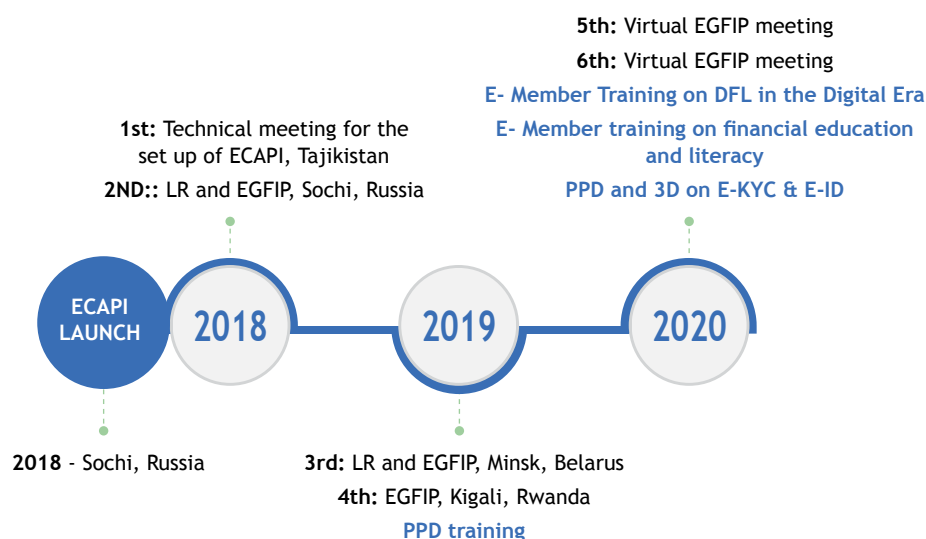 5th: Virtual EGFIP meeting
6th: Virtual EGFIP meeting
E- Member Training on DFL in the Digital Era
E- Member training on financial education
and literacy
PPD and 3D on E-KYC & E-ID
1st: Technical meeting for the
set up of ECAPI, Tajikistan
2ND:: LR and EGFIP, Sochi, Russia
ECAPI
LAUNCH
2018
2019
2020
2018 - Sochi, Russia
3rd: LR and EGFIP, Minsk, Belarus
4th: EGFIP, Kigali, Rwanda
PPD training